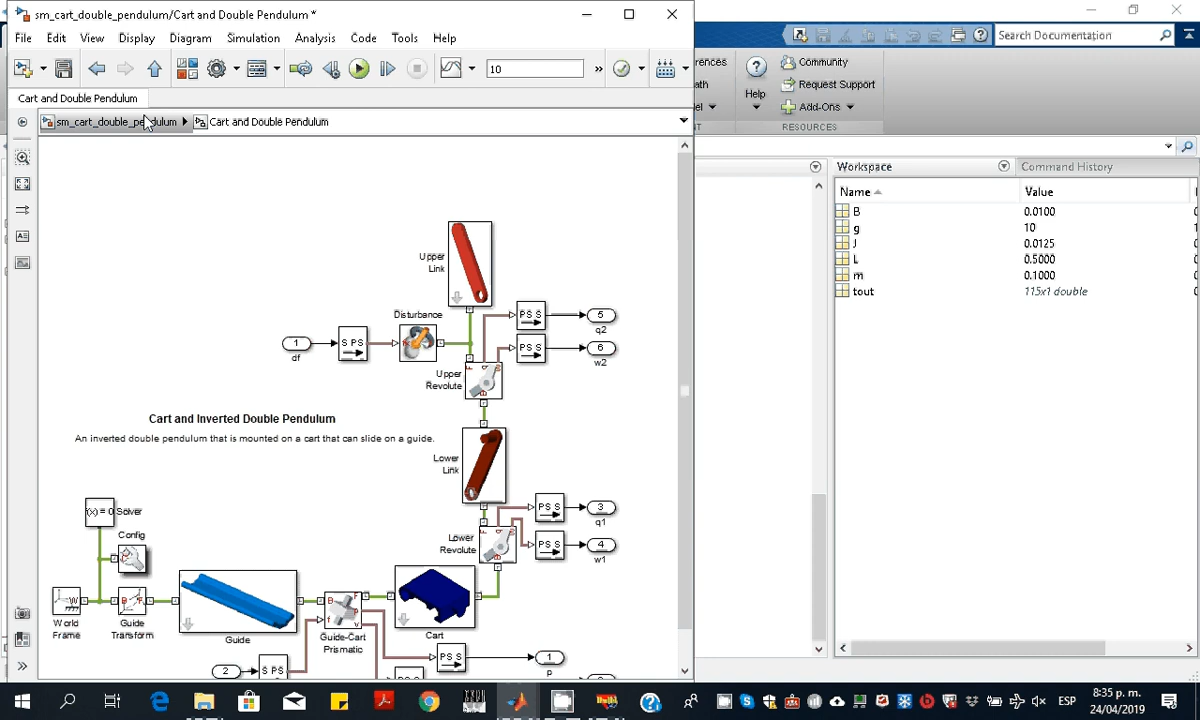 sm_cart_double_pendulum/Cart and Double Pendulum *
File Edit View Display Diagram Simulation Analysis Code Tools Help
10
Search Documentation
Community
Request Support
Help
Add-Ons
RESOURCES
Cart and Double Pendulum
sm_cart_double_pendulum
Cart and Double Pendulum
Workspace
Command History
Name
Value
B 0.0100
g 10
J 0.0125
L 0.5000
m 0.1000
tout 115x1 double
Upper
Link
Disturbance
1
df
S PS
PS S
5
q2
PS S
6
w2
Upper
Revolute
Cart and Inverted Double Pendulum
An inverted double pendulum that is mounted on a cart that can slide on a guide.
Lower
Link
PS S
3
q1
PS S
4
w1
Lower
Revolute
f(x) = 0
Solver
Config
World
Frame
Guide
Transform
Guide
Guide-Cart
Prismatic
Cart
2
S PS
PS S
1
p
ESP
8:35 p. m.
24/04/2019